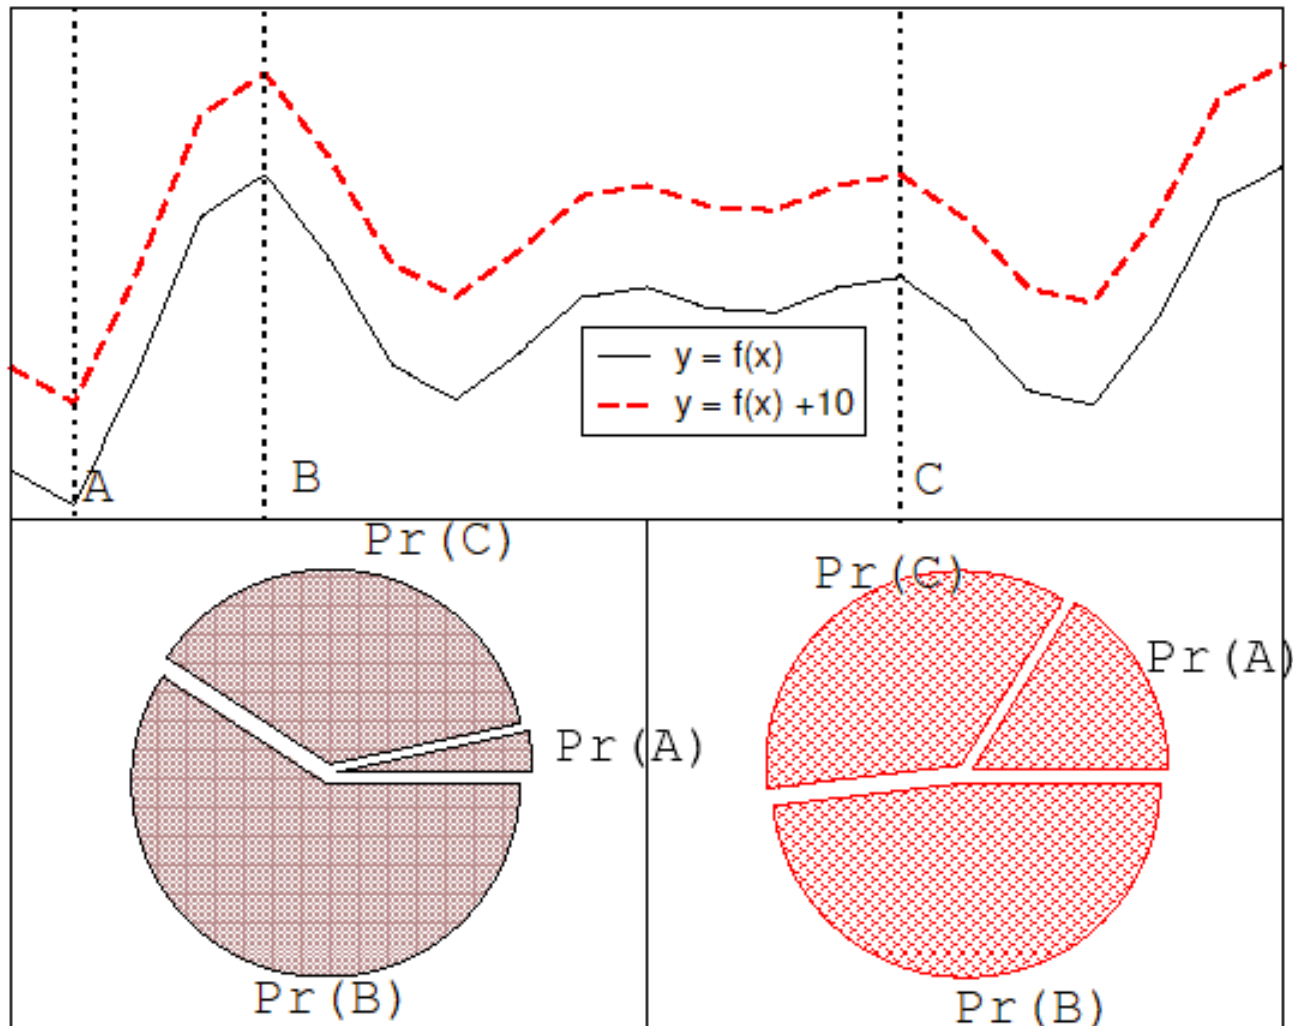 y = f(x)
y = f(x) +10
A
B
C
Pr(C)
Pr(A)
Pr(B)
Pr(C)
Pr(A)
Pr(B)